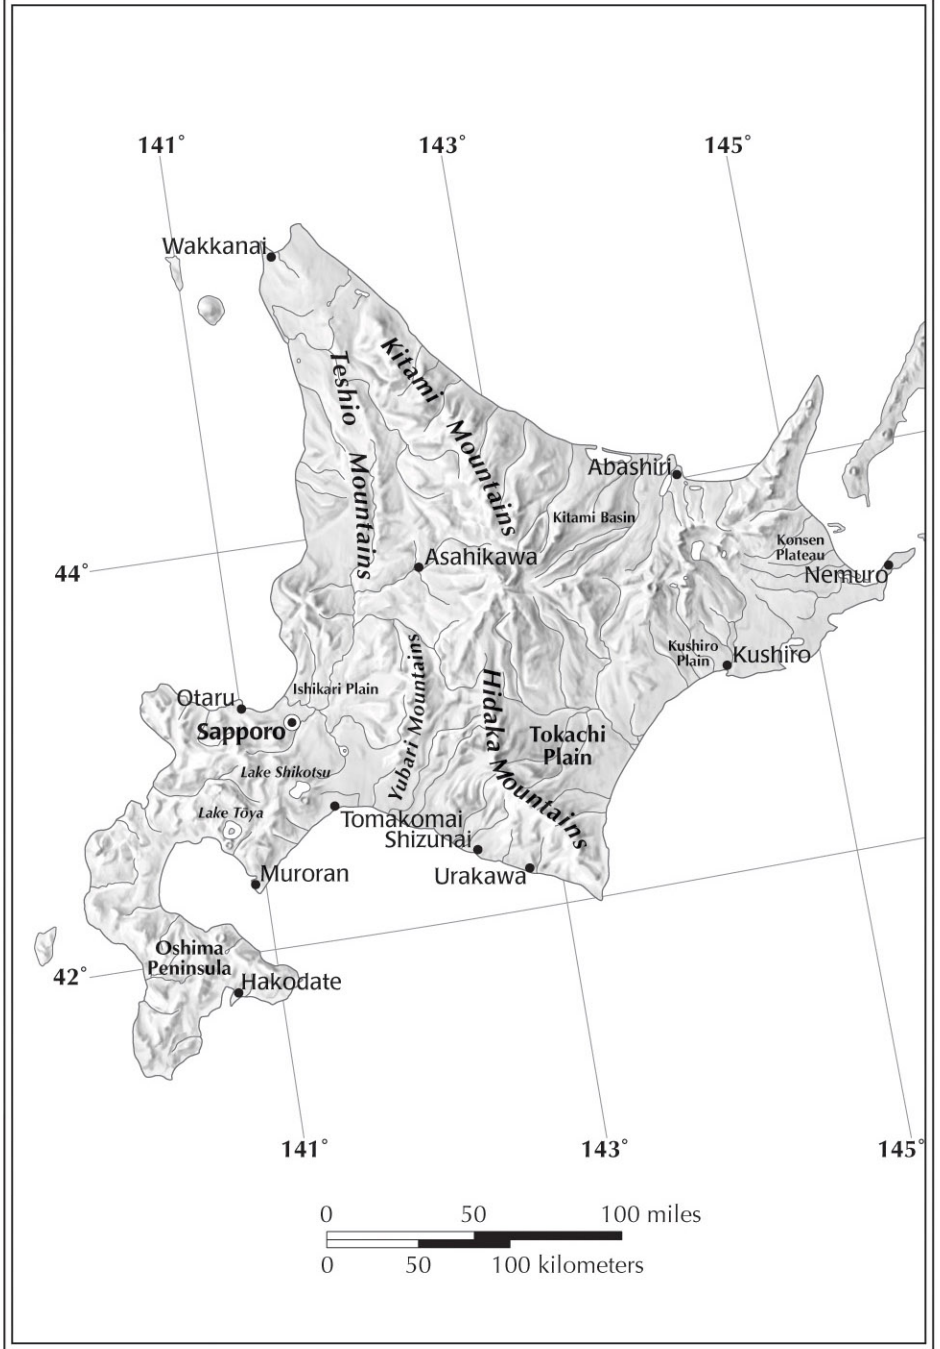 141°
143°
145°
Wakkanai
Teshio
Mountains
Kitami
Mountains
Abashiri
Kitami Basin
Konsen
Plateau
Nemuro
44°
Asahikawa
Kushiro
Plain
Kushiro
Otaru
Ishikari Plain
Sapporo
Yubari Mountains
Hidaka
Mountains
Tokachi
Plain
Lake Shikotsu
Lake Tōya
Tomakomai
Shizunai
Muroran
Urakawa
Oshima
Peninsula
42°
Hakodate
141°
143°
145°
0
50
100 miles
0
50
100 kilometers